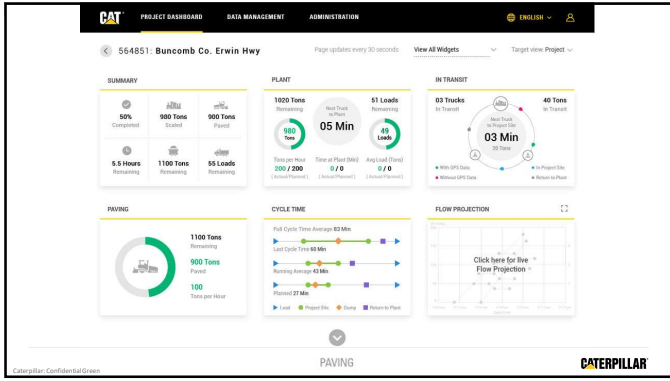 CAT PROJECT DASHBOARD DATA MANAGEMENT ADMINISTRATION ENGLISH
564851: Buncomb Co. Erwin Hwy
Page updates every 30 seconds
View All Widgets
Target view: Project
SUMMARY
50%
Completed
980 Tons
Scaled
900 Tons
Paved
5.5 Hours
Remaining
1100 Tons
Remaining
55 Loads
Remaining
PLANT
1020 Tons
Remaining
Next Truck
to Plant
05 Min
51 Loads
Remaining
980
Tons
49
Loads
Tons per Hour
200 / 200
(Actual/Planned)
Time at Plant (Min)
0 / 0
(Actual/Planned)
Avg Load (Tons)
0 / 0
(Actual/Planned)
IN TRANSIT
03 Trucks
In Transit
40 Tons
In Transit
Next Truck
to Project Site
03 Min
20 Tons
With GPS Data
Without GPS Data
In Project Site
Return to Plant
PAVING
1100 Tons
Remaining
900 Tons
Paved
100
Tons per Hour
CYCLE TIME
Full Cycle Time Average 83 Min
Last Cycle Time 60 Min
Running Average 43 Min
Planned 27 Min
Load Project Site Dump Return to Plant
FLOW PROJECTION
Click here for live
Flow Projection
PAVING
Caterpillar: Confidential Green
CATERPILLAR